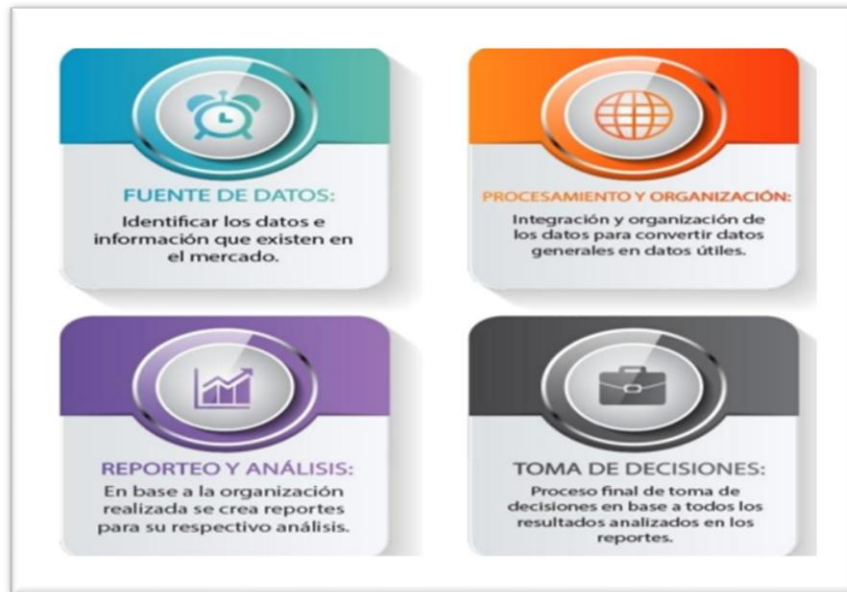 FUENTE DE DATOS:
Identificar los datos e
información que existen en
el mercado.
PROCESAMIENTO Y ORGANIZACIÓN:
Integración y organización de
los datos para convertir datos
generales en datos útiles.
REPORTEO Y ANÁLISIS:
En base a la organización
realizada se crea reportes
para su respectivo análisis.
TOMA DE DECISIONES:
Proceso final de toma de
decisiones en base a todos los
resultados analizados en los
reportes.